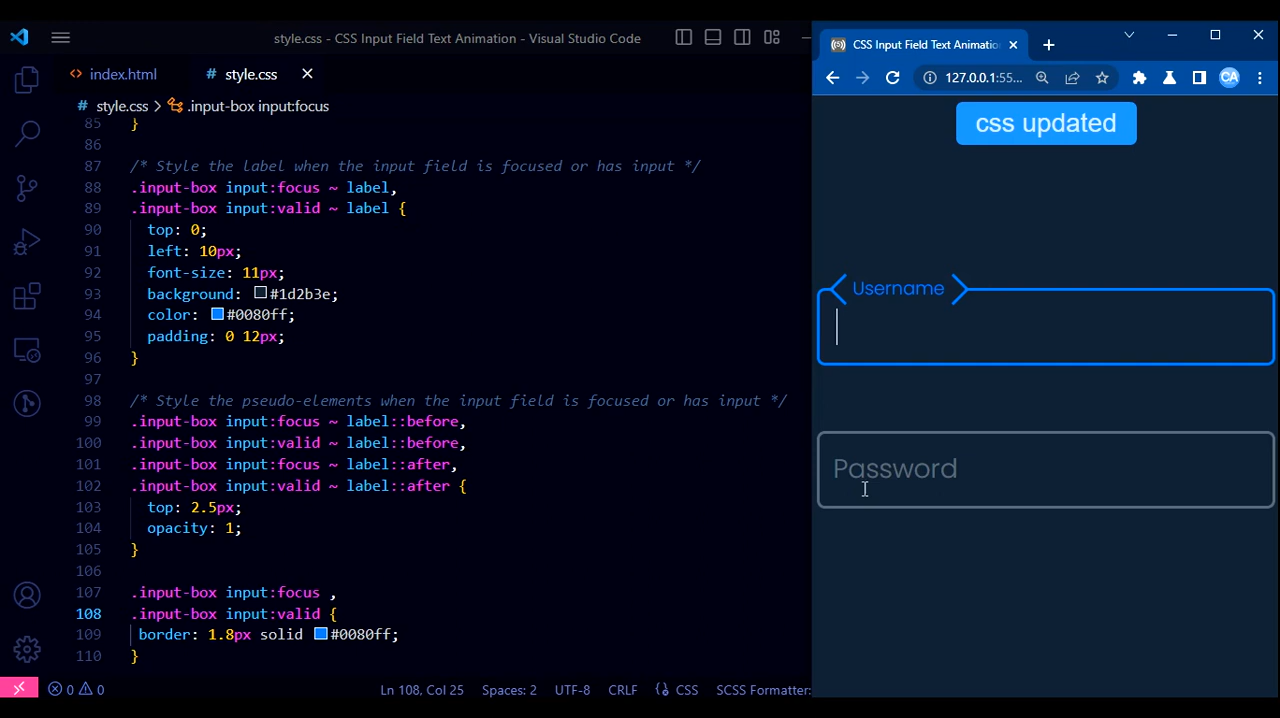 style.css - CSS Input Field Text Animation - Visual Studio Code
index.html
# style.css
# style.css > .input-box input:focus
85 }
86
87 /* Style the label when the input field is focused or has input */
88 .input-box input:focus ~ label,
89 .input-box input:valid ~ label {
90 top: 0;
91 left: 10px;
92 font-size: 11px;
93 background: #1d2b3e;
94 color: #0080ff;
95 padding: 0 12px;
96 }
97
98 /* Style the pseudo-elements when the input field is focused or has input */
99 .input-box input:focus ~ label::before,
100 .input-box input:valid ~ label::before,
101 .input-box input:focus ~ label::after,
102 .input-box input:valid ~ label::after {
103 top: 2.5px;
104 opacity: 1;
105 }
106
107 .input-box input:focus ,
108 .input-box input:valid {
109 border: 1.8px solid #0080ff;
110 }
0 0
Ln 108, Col 25 Spaces: 2 UTF-8 CRLF {} CSS SCSS Formatter:
CSS Input Field Text Animatio
127.0.0.1:55...
CA
css updated
Username
Password